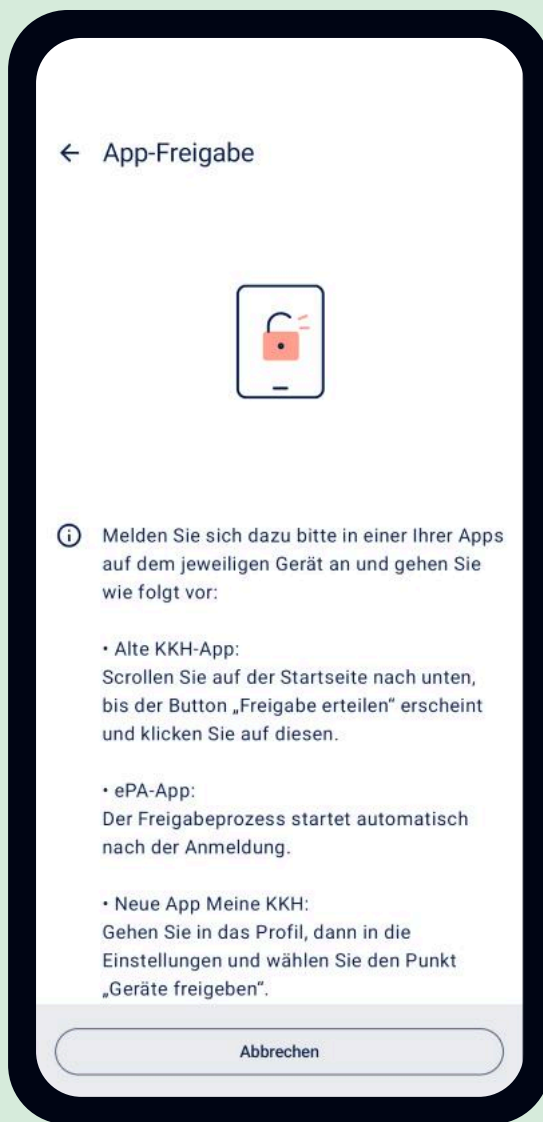 App-Freigabe
Melden Sie sich dazu bitte in einer Ihrer Apps
auf dem jeweiligen Gerät an und gehen Sie
wie folgt vor:
• Alte KKH-App:
Scrollen Sie auf der Startseite nach unten,
bis der Button „Freigabe erteilen“ erscheint
und klicken Sie auf diesen.
• ePA-App:
Der Freigabeprozess startet automatisch
nach der Anmeldung.
• Neue App Meine KKH:
Gehen Sie in das Profil, dann in die
Einstellungen und wählen Sie den Punkt
„Geräte freigeben“.
Abbrechen